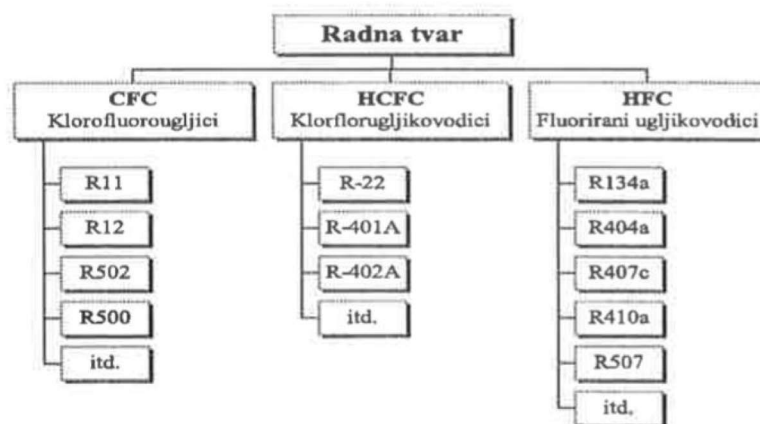 Radna tvar
CFC
Klorofluorougljici
R11
R12
R502
R500
itd.
HCFC
Klorflorugljikovodici
R-22
R-401A
R-402A
itd.
HFC
Fluorirani ugljikovodici
R134a
R404a
R407c
R410a
R507
itd.